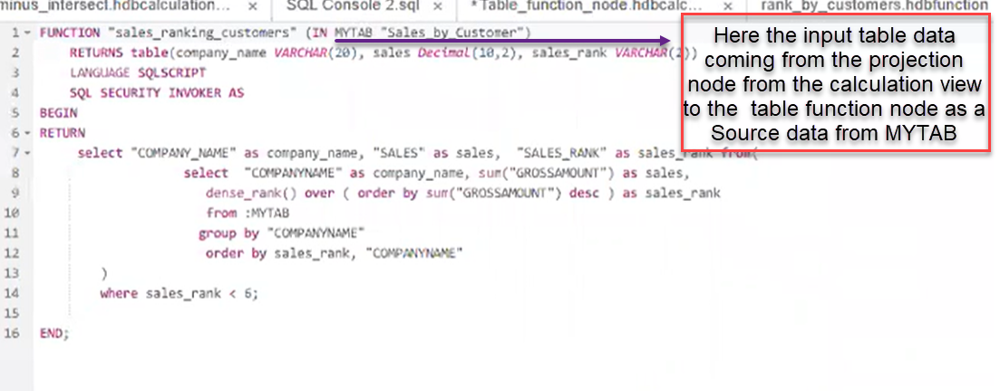 minus_intersect.hdbcalculation... × SQL Console 2.sql × *Table_function_node.hdbcalc... × rank_by_customers.hdbfunction
1 FUNCTION "sales_ranking_customers" (IN MYTAB "Sales_by_Customer")
2 RETURNS table(company_name VARCHAR(20), sales Decimal(10,2), sales_rank VARCHAR(2))
3 LANGUAGE SQLSCRIPT
4 SQL SECURITY INVOKER AS
5 BEGIN
6 RETURN
7 select "COMPANY_NAME" as company_name, "SALES" as sales, "SALES_RANK" as sales_rank from(
8 select "COMPANYNAME" as company_name, sum("GROSSAMOUNT") as sales,
9 dense_rank() over ( order by sum("GROSSAMOUNT") desc ) as sales_rank
10 from :MYTAB
11 group by "COMPANYNAME"
12 order by sales_rank, "COMPANYNAME"
13 )
14 where sales_rank < 6;
15
16 END;
Here the input table data
coming from the projection
node from the calculation view
to the table function node as a
Source data from MYTAB